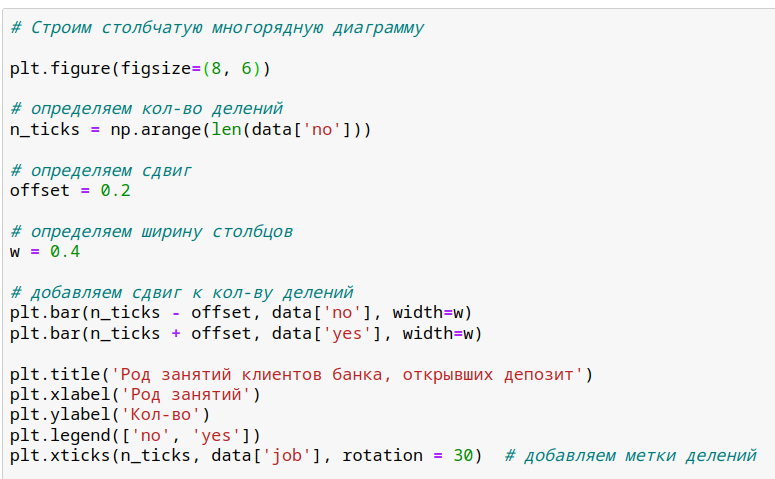 # Строим столбчатую многорядную диаграмму
plt.figure(figsize=(8, 6))
# определяем кол-во делений
n_ticks = np.arange(len(data['no']))
# определяем сдвиг
offset = 0.2
# определяем ширину столбцов
w = 0.4
# добавляем сдвиг к кол-ву делений
plt.bar(n_ticks - offset, data['no'], width=w)
plt.bar(n_ticks + offset, data['yes'], width=w)
plt.title('Род занятий клиентов банка, открывших депозит')
plt.xlabel('Род занятий')
plt.ylabel('Кол-во')
plt.legend(['no', 'yes'])
plt.xticks(n_ticks, data['job'], rotation = 30)  # добавляем метки делений